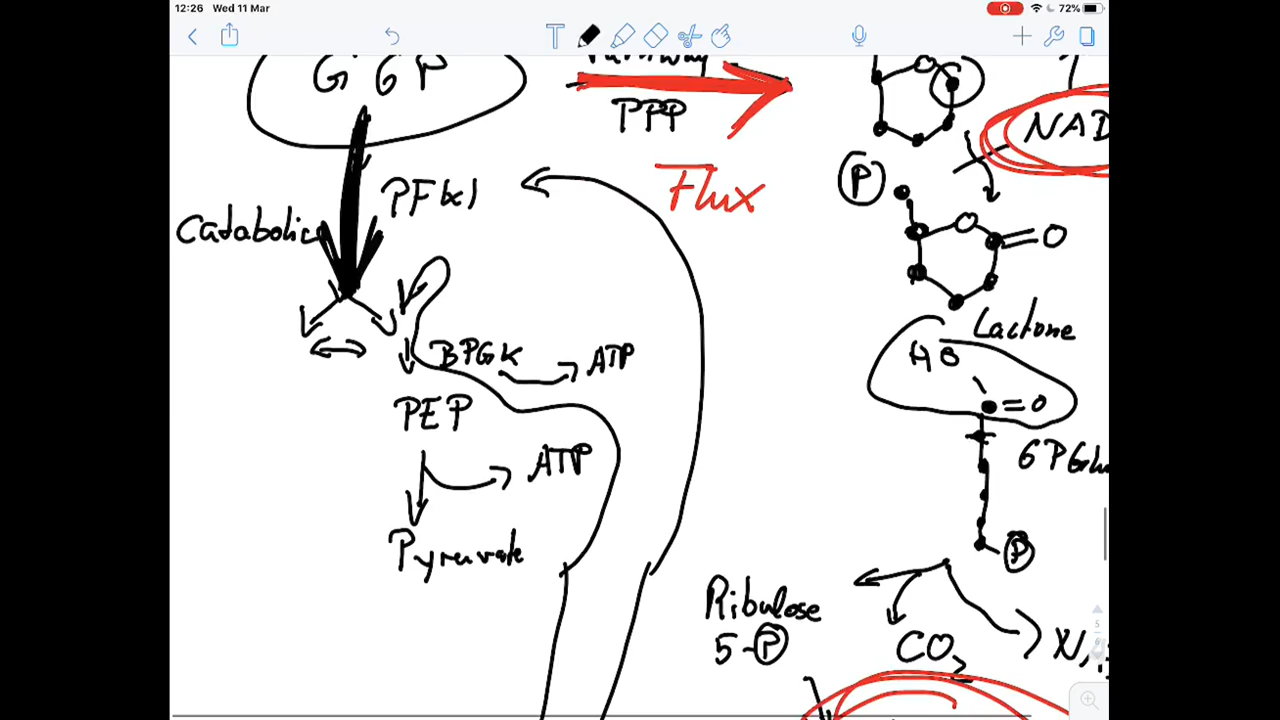 12:26 Wed 11 Mar
72%
T
G 6 P
PPP
Flux
PFK1
Catabolic
BPGK
ATP
PEP
ATP
Pyruvate
NAD
P
O
O
Lactone
HO
=O
P
Ribulose
5-P
CO2